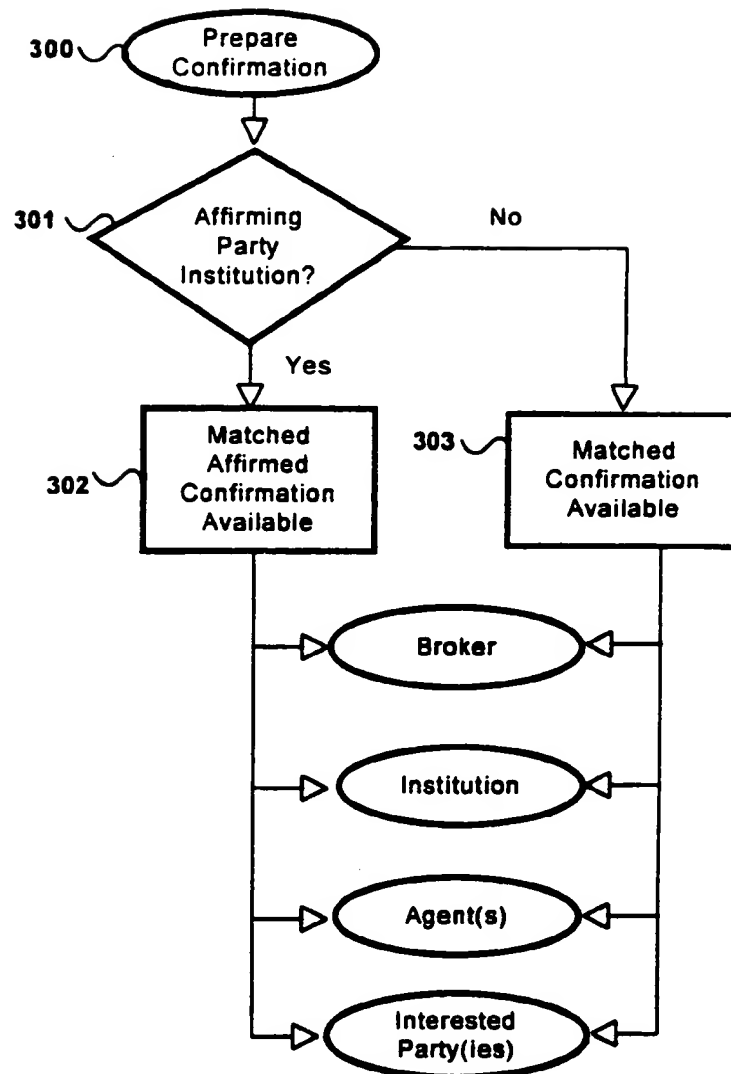 300
Prepare
Confirmation
301
Affirming
Party
Institution?
No
Yes
302
Matched
Affirmed
Confirmation
Available
303
Matched
Confirmation
Available
Broker
Institution
Agent(s)
Interested
Party(ies)